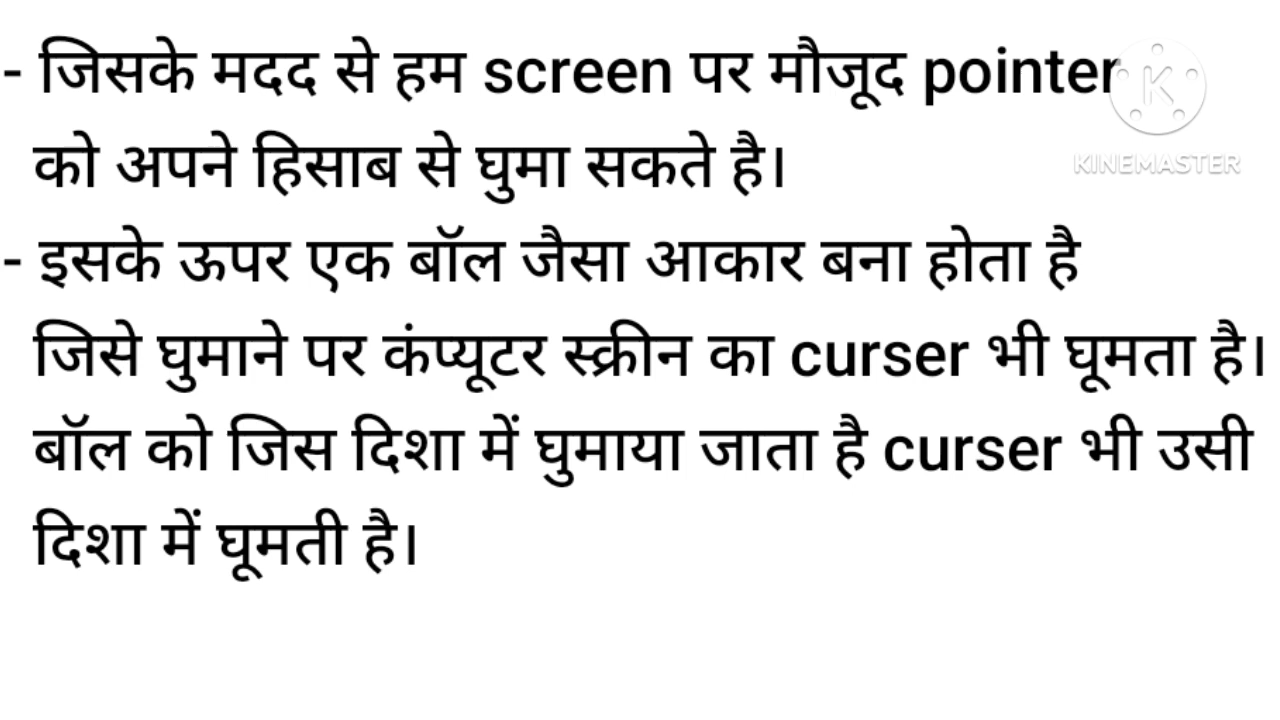 - जिसके मदद से हम screen पर मौजूद pointer
को अपने हिसाब से घुमा सकते है।
- इसके ऊपर एक बॉल जैसा आकार बना होता है
जिसे घुमाने पर कंप्यूटर स्क्रीन का curser भी घूमता है।
बॉल को जिस दिशा में घुमाया जाता है curser भी उसी
दिशा में घूमती है।
K
KINEMASTER